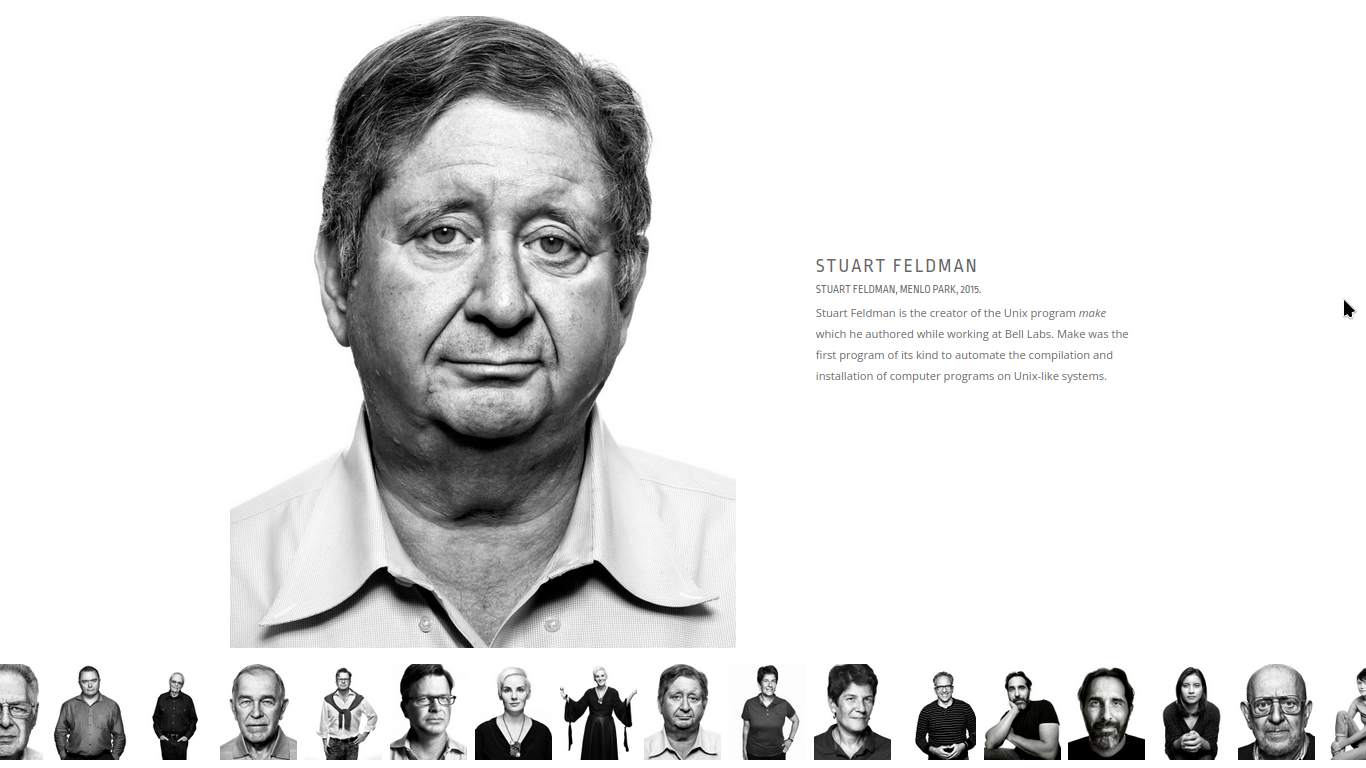 STUART FELDMAN
STUART FELDMAN, MENLO PARK, 2015.
Stuart Feldman is the creator of the Unix program make
which he authored while working at Bell Labs. Make was the
first program of its kind to automate the compilation and
installation of computer programs on Unix-like systems.